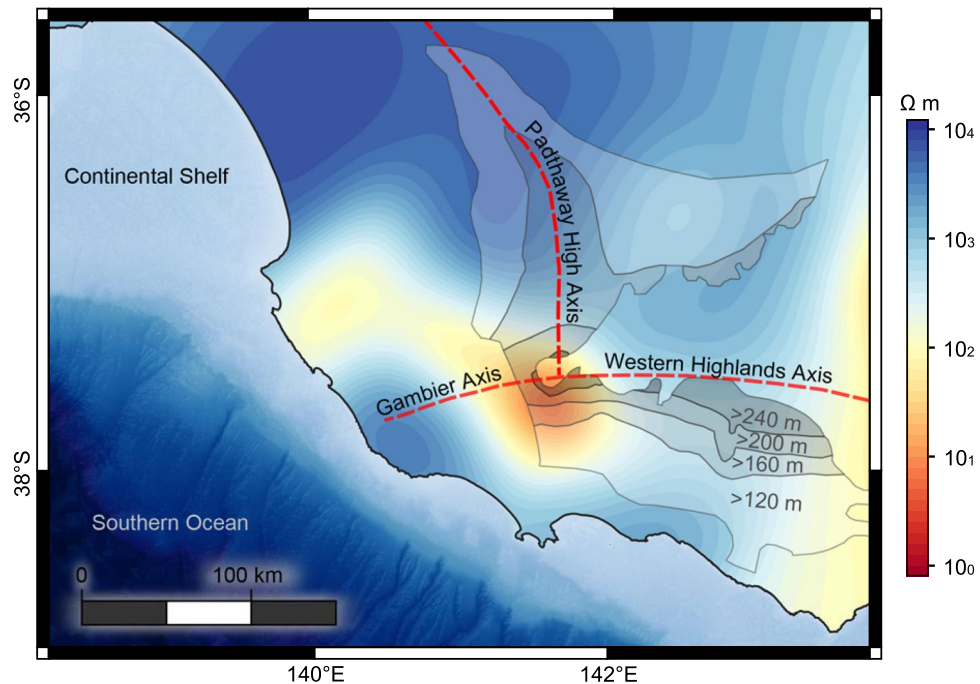 Ω m
10⁴
36°S
Padthaway High Axis
Continental Shelf
10³
10²
Western Highlands Axis
Gambier Axis
>240 m
>200 m
10¹
>160 m
38°S
>120 m
Southern Ocean
10⁰
0
100 km
140°E
142°E